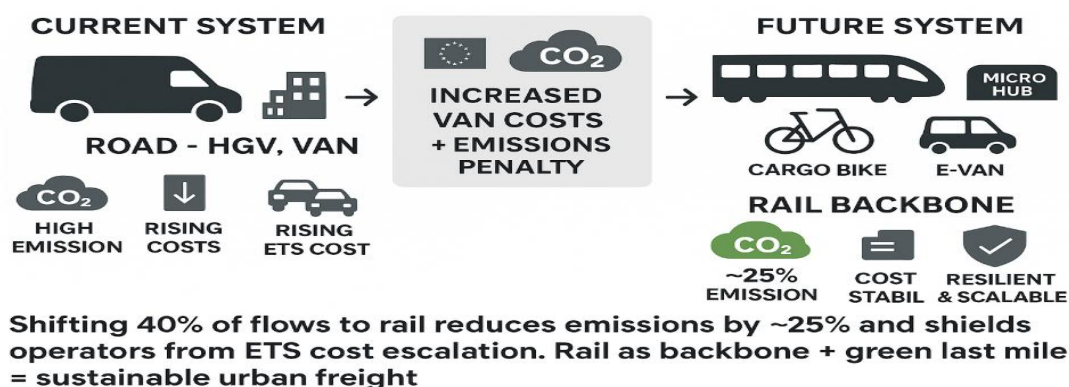 CURRENT SYSTEM
ROAD - HGV, VAN
CO₂
HIGH
EMISSION
RISING
COSTS
RISING
ETS COST
CO₂
INCREASED
VAN COSTS
+ EMISSIONS
PENALTY
FUTURE SYSTEM
MICRO
HUB
CARGO BIKE
E-VAN
RAIL BACKBONE
CO₂
~25%
EMISSION
COST
STABIL
RESILIENT
& SCALABLE
Shifting 40% of flows to rail reduces emissions by ~25% and shields
operators from ETS cost escalation. Rail as backbone + green last mile
= sustainable urban freight